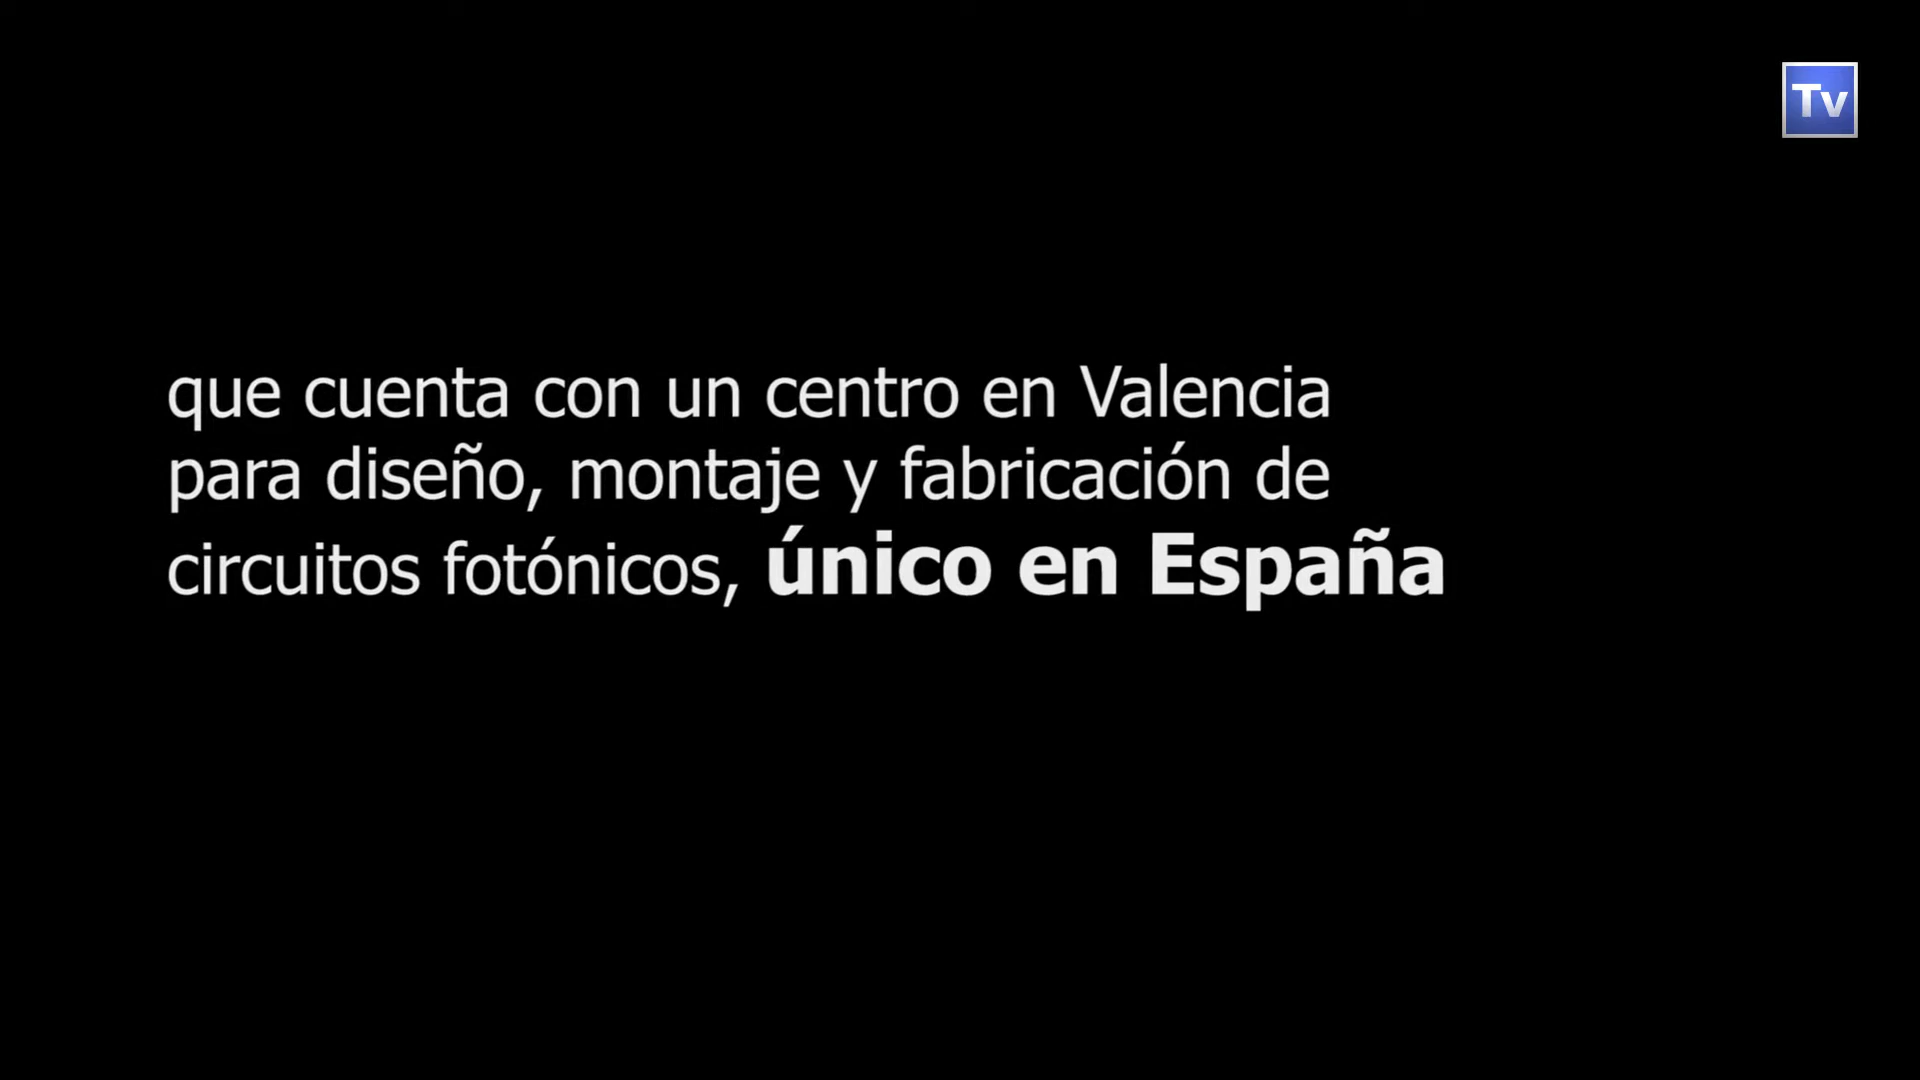 Tv
que cuenta con un centro en Valencia
para diseño, montaje y fabricación de
circuitos fotónicos, único en España